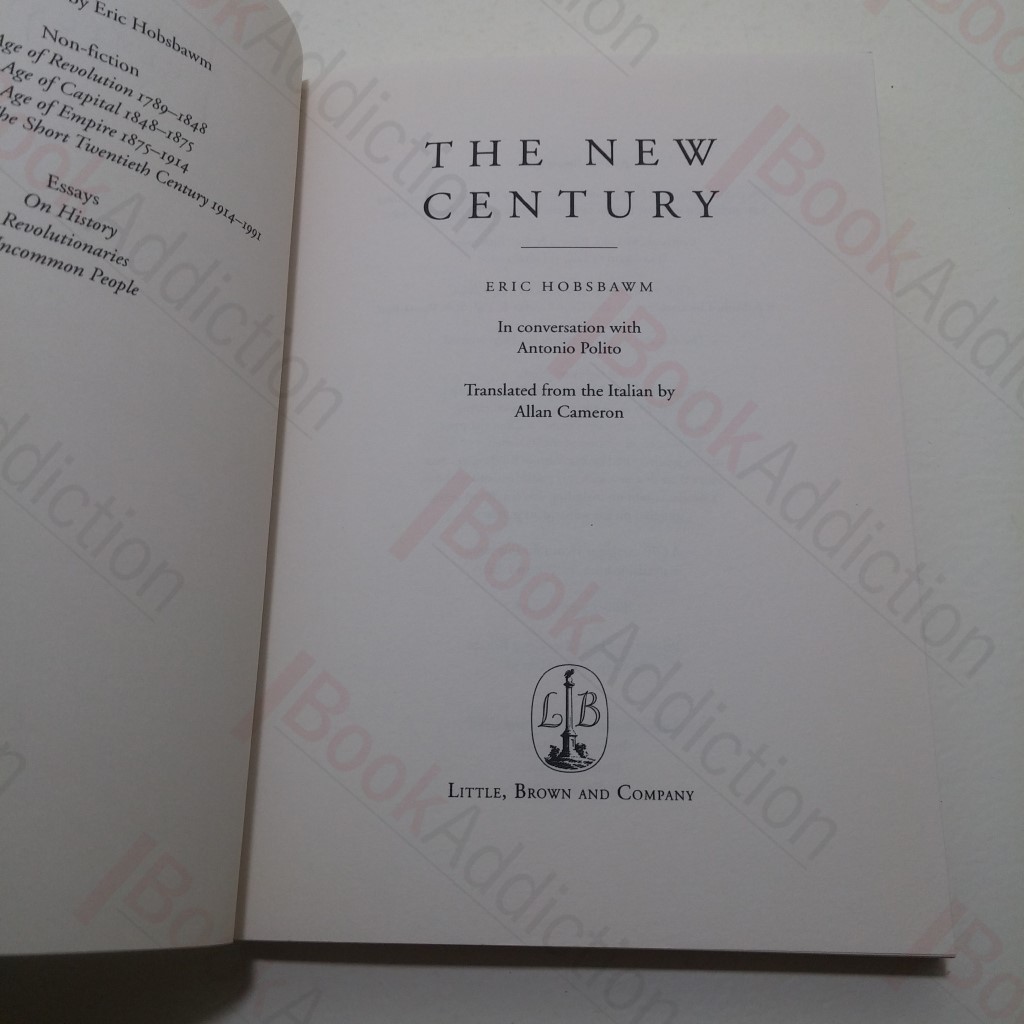 by Eric Hobsbawm
Non-fiction
Age of Revolution 1789–1848
Age of Capital 1848–1875
Age of Empire 1875–1914
The Short Twentieth Century 1914–1991
Essays
On History
Revolutionaries
Uncommon People
THE NEW
CENTURY
ERIC HOBSBAWM
In conversation with
Antonio Polito
Translated from the Italian by
Allan Cameron
L B
LITTLE, BROWN AND COMPANY
BookAddiction